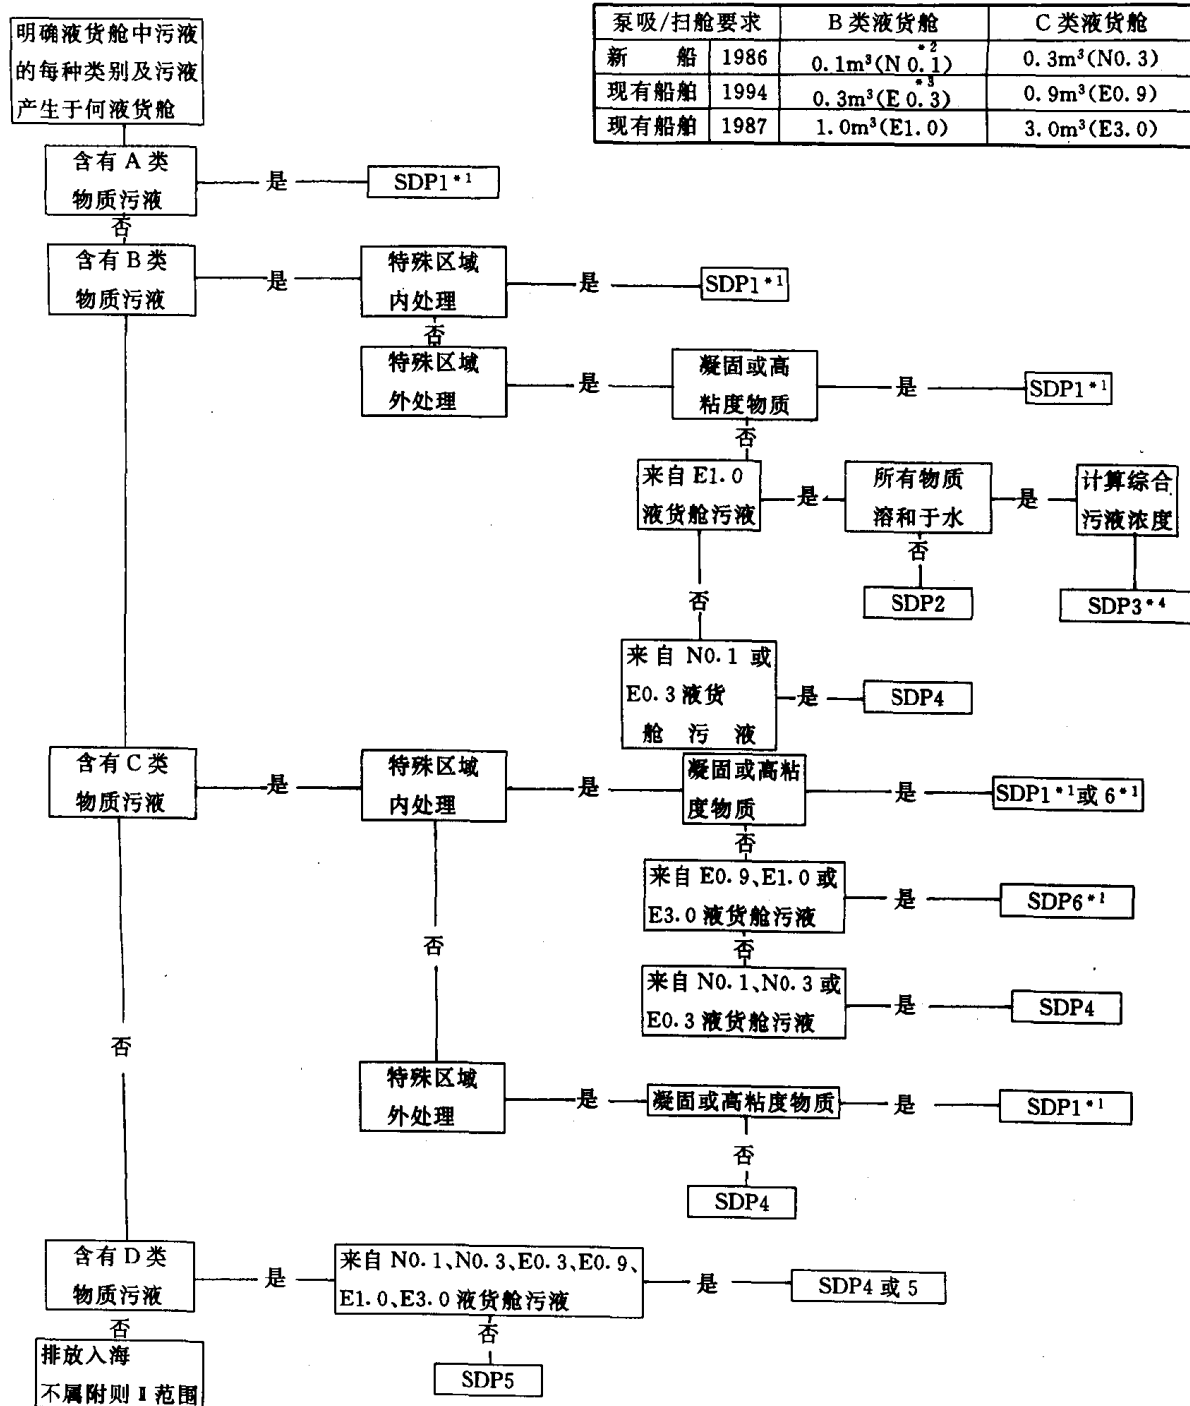 明确液货舱中污液
的每种类别及污液
产生于何液货舱
泵吸/扫舱要求 B类液货舱 C类液货舱
新 船 1986 0.1m³(N0.1)*2 0.3m³(N0.3)
现有船舶 1994 0.3m³(E0.3)*3 0.9m³(E0.9)
现有船舶 1987 1.0m³(E1.0) 3.0m³(E3.0)
含有A类
物质污液
是
SDP1*1
否
含有B类
物质污液
是
特殊区域
内处理
是
SDP1*1
否
特殊区域
外处理
是
凝固或高
粘度物质
是
SDP1*1
否
来自E1.0
液货舱污液
是
所有物质
溶和于水
是
计算综合
污液浓度
否
SDP2
SDP3*4
否
来自 N0.1 或
E0.3液货
舱污液
是
SDP4
含有C类
物质污液
是
特殊区域
内处理
是
凝固或高粘
度物质
是
SDP1*1或6*1
否
来自E0.9、E1.0或
E3.0液货舱污液
是
SDP6*1
否
否
来自N0.1、N0.3或
E0.3液货舱污液
是
SDP4
否
特殊区域
外处理
是
凝固或高粘度物质
是
SDP1*1
否
SDP4
含有D类
物质污液
是
来自N0.1、N0.3、E0.3、E0.9、
E1.0、E3.0液货舱污液
是
SDP4或5
否
排放入海
不属附则Ⅱ范围
否
SDP5